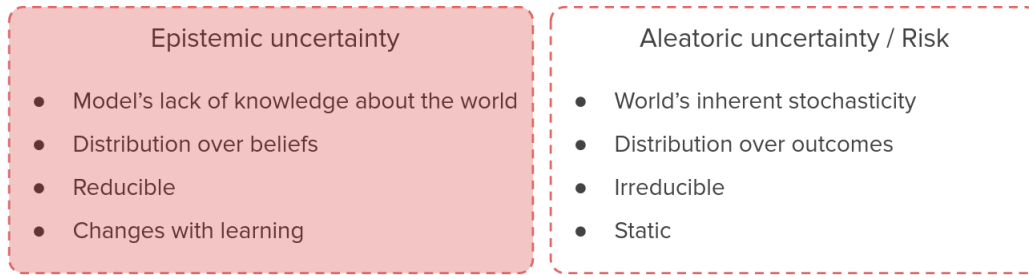 Epistemic uncertainty
● Model’s lack of knowledge about the world
● Distribution over beliefs
● Reducible
● Changes with learning
Aleatoric uncertainty / Risk
● World’s inherent stochasticity
● Distribution over outcomes
● Irreducible
● Static